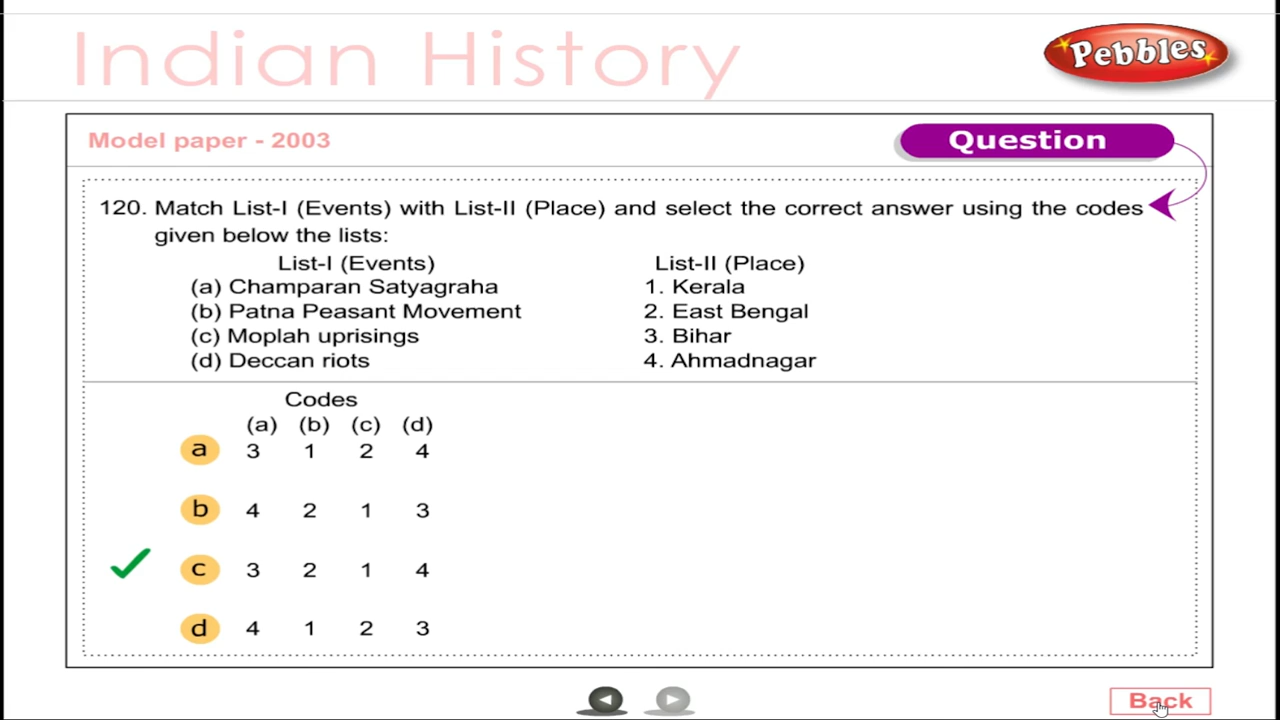 Indian History
Pebbles
Model paper - 2003
Question
120. Match List-I (Events) with List-II (Place) and select the correct answer using the codes
given below the lists:
List-I (Events) List-II (Place)
(a) Champaran Satyagraha 1. Kerala
(b) Patna Peasant Movement 2. East Bengal
(c) Moplah uprisings 3. Bihar
(d) Deccan riots 4. Ahmadnagar
Codes
(a) (b) (c) (d)
a 3 1 2 4
b 4 2 1 3
c 3 2 1 4
d 4 1 2 3
Back